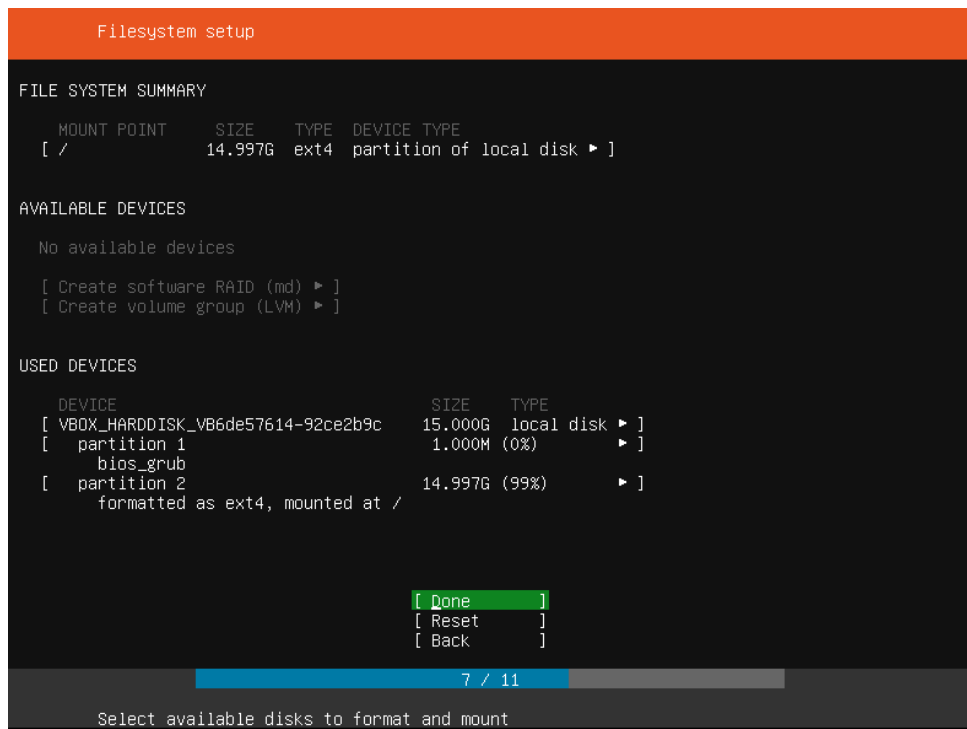 Filesystem setup
FILE SYSTEM SUMMARY
MOUNT POINT SIZE TYPE DEVICE TYPE
[ / 14.997G ext4 partition of local disk ▸ ]
AVAILABLE DEVICES
No available devices
[ Create software RAID (md) ▸ ]
[ Create volume group (LVM) ▸ ]
USED DEVICES
DEVICE SIZE TYPE
[ VBOX_HARDDISK_VB6de57614-92ce2b9c 15.000G local disk ▸ ]
[ partition 1 1.000M (0%) ▸ ]
bios_grub
[ partition 2 14.997G (99%) ▸ ]
formatted as ext4, mounted at /
[ Done ]
[ Reset ]
[ Back ]
7 / 11
Select available disks to format and mount